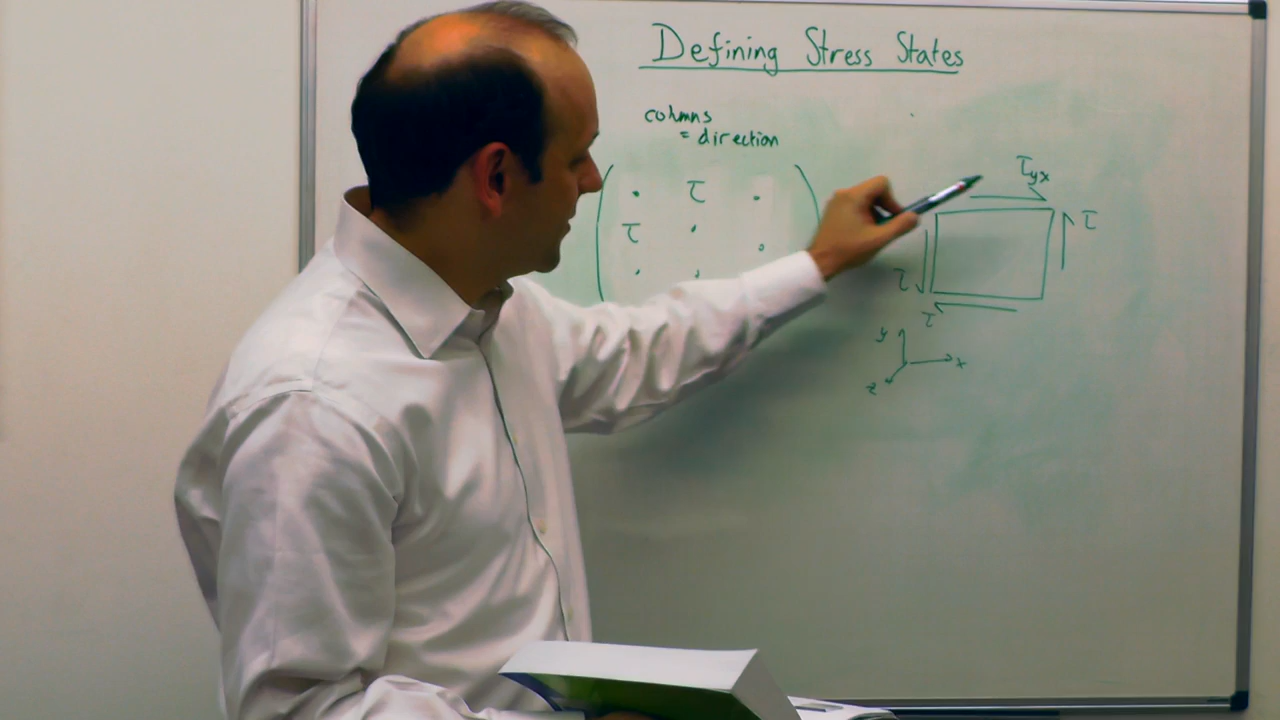 Defining Stress States
columns
= direction
. τ .
τ . .
. .
τyx
τ
τ
τ
y
x
z